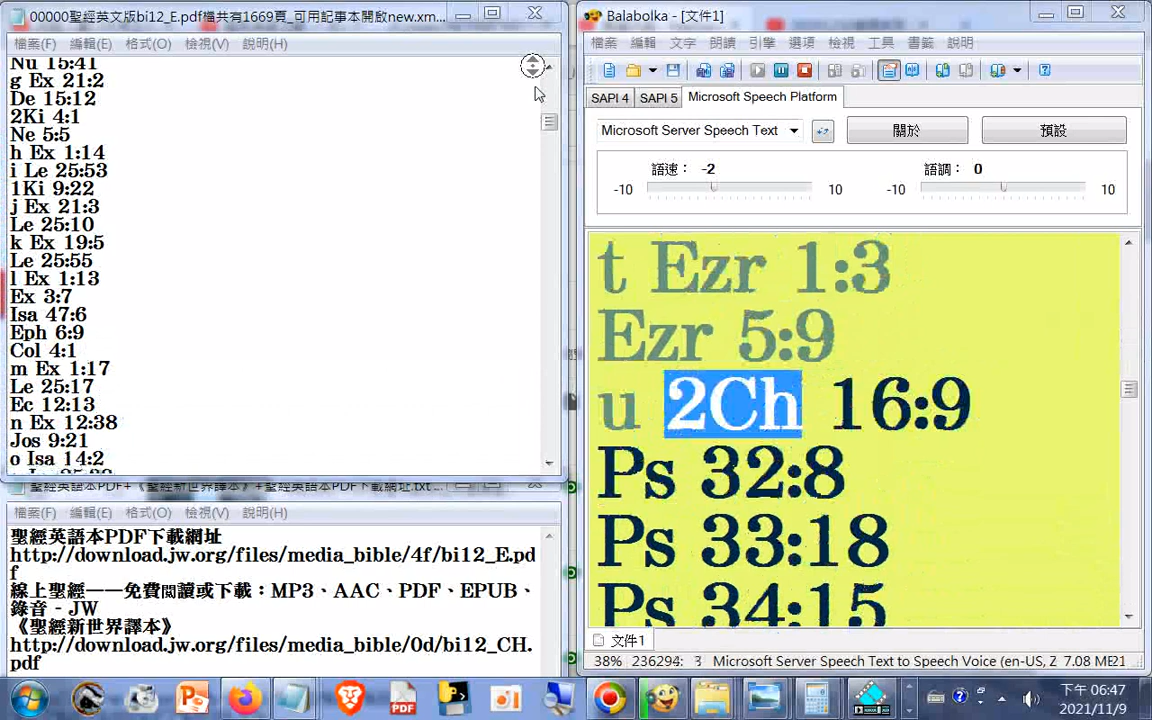 00000聖經英文版bi12_E.pdf檔共有1669頁_可用記事本開啟new.xm...
檔案(F) 編輯(E) 格式(O) 檢視(V) 說明(H)
Nu 15:41
g Ex 21:2
De 15:12
2Ki 4:1
Ne 5:5
h Ex 1:14
i Le 25:53
1Ki 9:22
j Ex 21:3
Le 25:10
k Ex 19:5
Le 25:55
l Ex 1:13
Ex 3:7
Isa 47:6
Eph 6:9
Col 4:1
m Ex 1:17
Le 25:17
Ec 12:13
n Ex 12:38
Jos 9:21
o Isa 14:2
聖經英語本PDF+《聖經新世界譯本》+聖經英語本PDF下載網址.txt ...
檔案(F) 編輯(E) 格式(O) 檢視(V) 說明(H)
聖經英語本PDF下載網址
http://download.jw.org/files/media_bible/4f/bi12_E.pd
f
線上聖經——免費閱讀或下載：MP3、AAC、PDF、EPUB、
錄音 - JW
《聖經新世界譯本》
http://download.jw.org/files/media_bible/0d/bi12_CH.
pdf
Balabolka - [文件1]
檔案 編輯 文字 朗讀 引擎 選項 檢視 工具 書籤 說明
SAPI 4 SAPI 5 Microsoft Speech Platform
Microsoft Server Speech Text 關於 預設
語速： -2 語調： 0
-10 10 -10 10
t Ezr 1:3
Ezr 5:9
u 2Ch 16:9
Ps 32:8
Ps 33:18
Ps 34:15
文件1
38% 236294: 3 Microsoft Server Speech Text to Speech Voice (en-US, Z 7.08 ME21
下午 06:47
2021/11/9